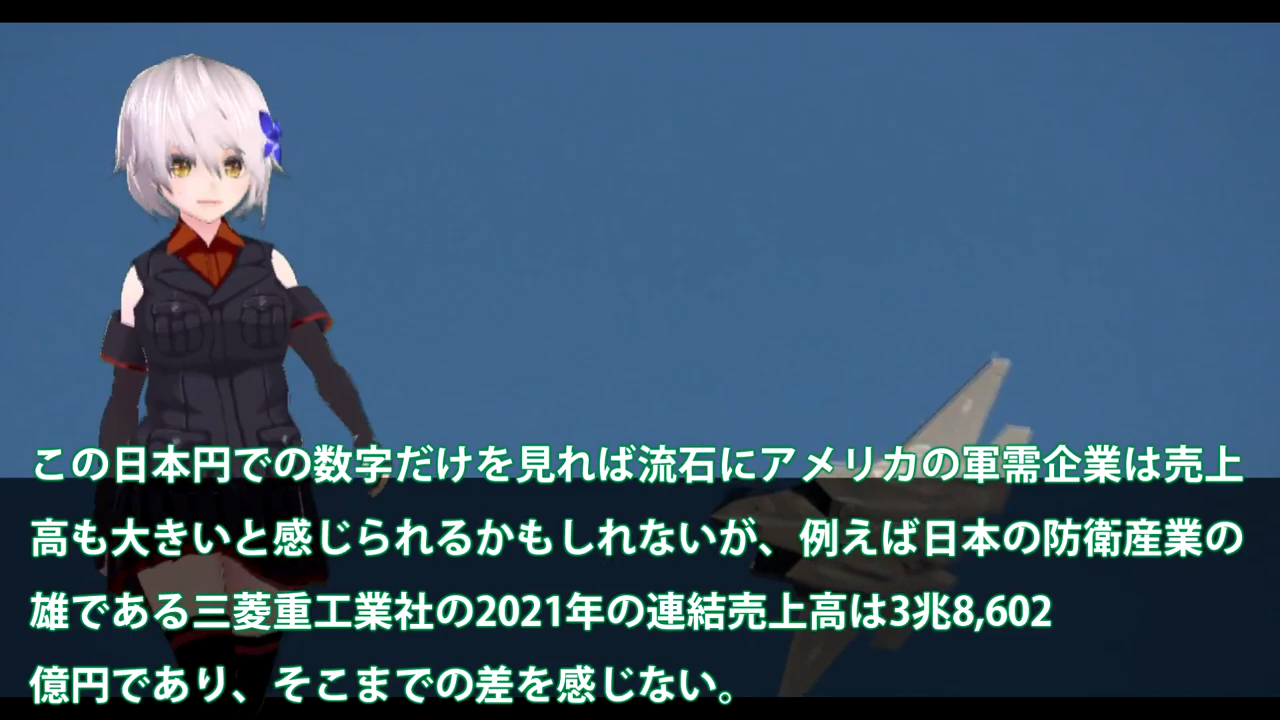 この日本円での数字だけを見れば流石にアメリカの軍需企業は売上
高も大きいと感じられるかもしれないが、例えば日本の防衛産業の
雄である三菱重工業社の2021年の連結売上高は3兆8,602
億円であり、そこまでの差を感じない。